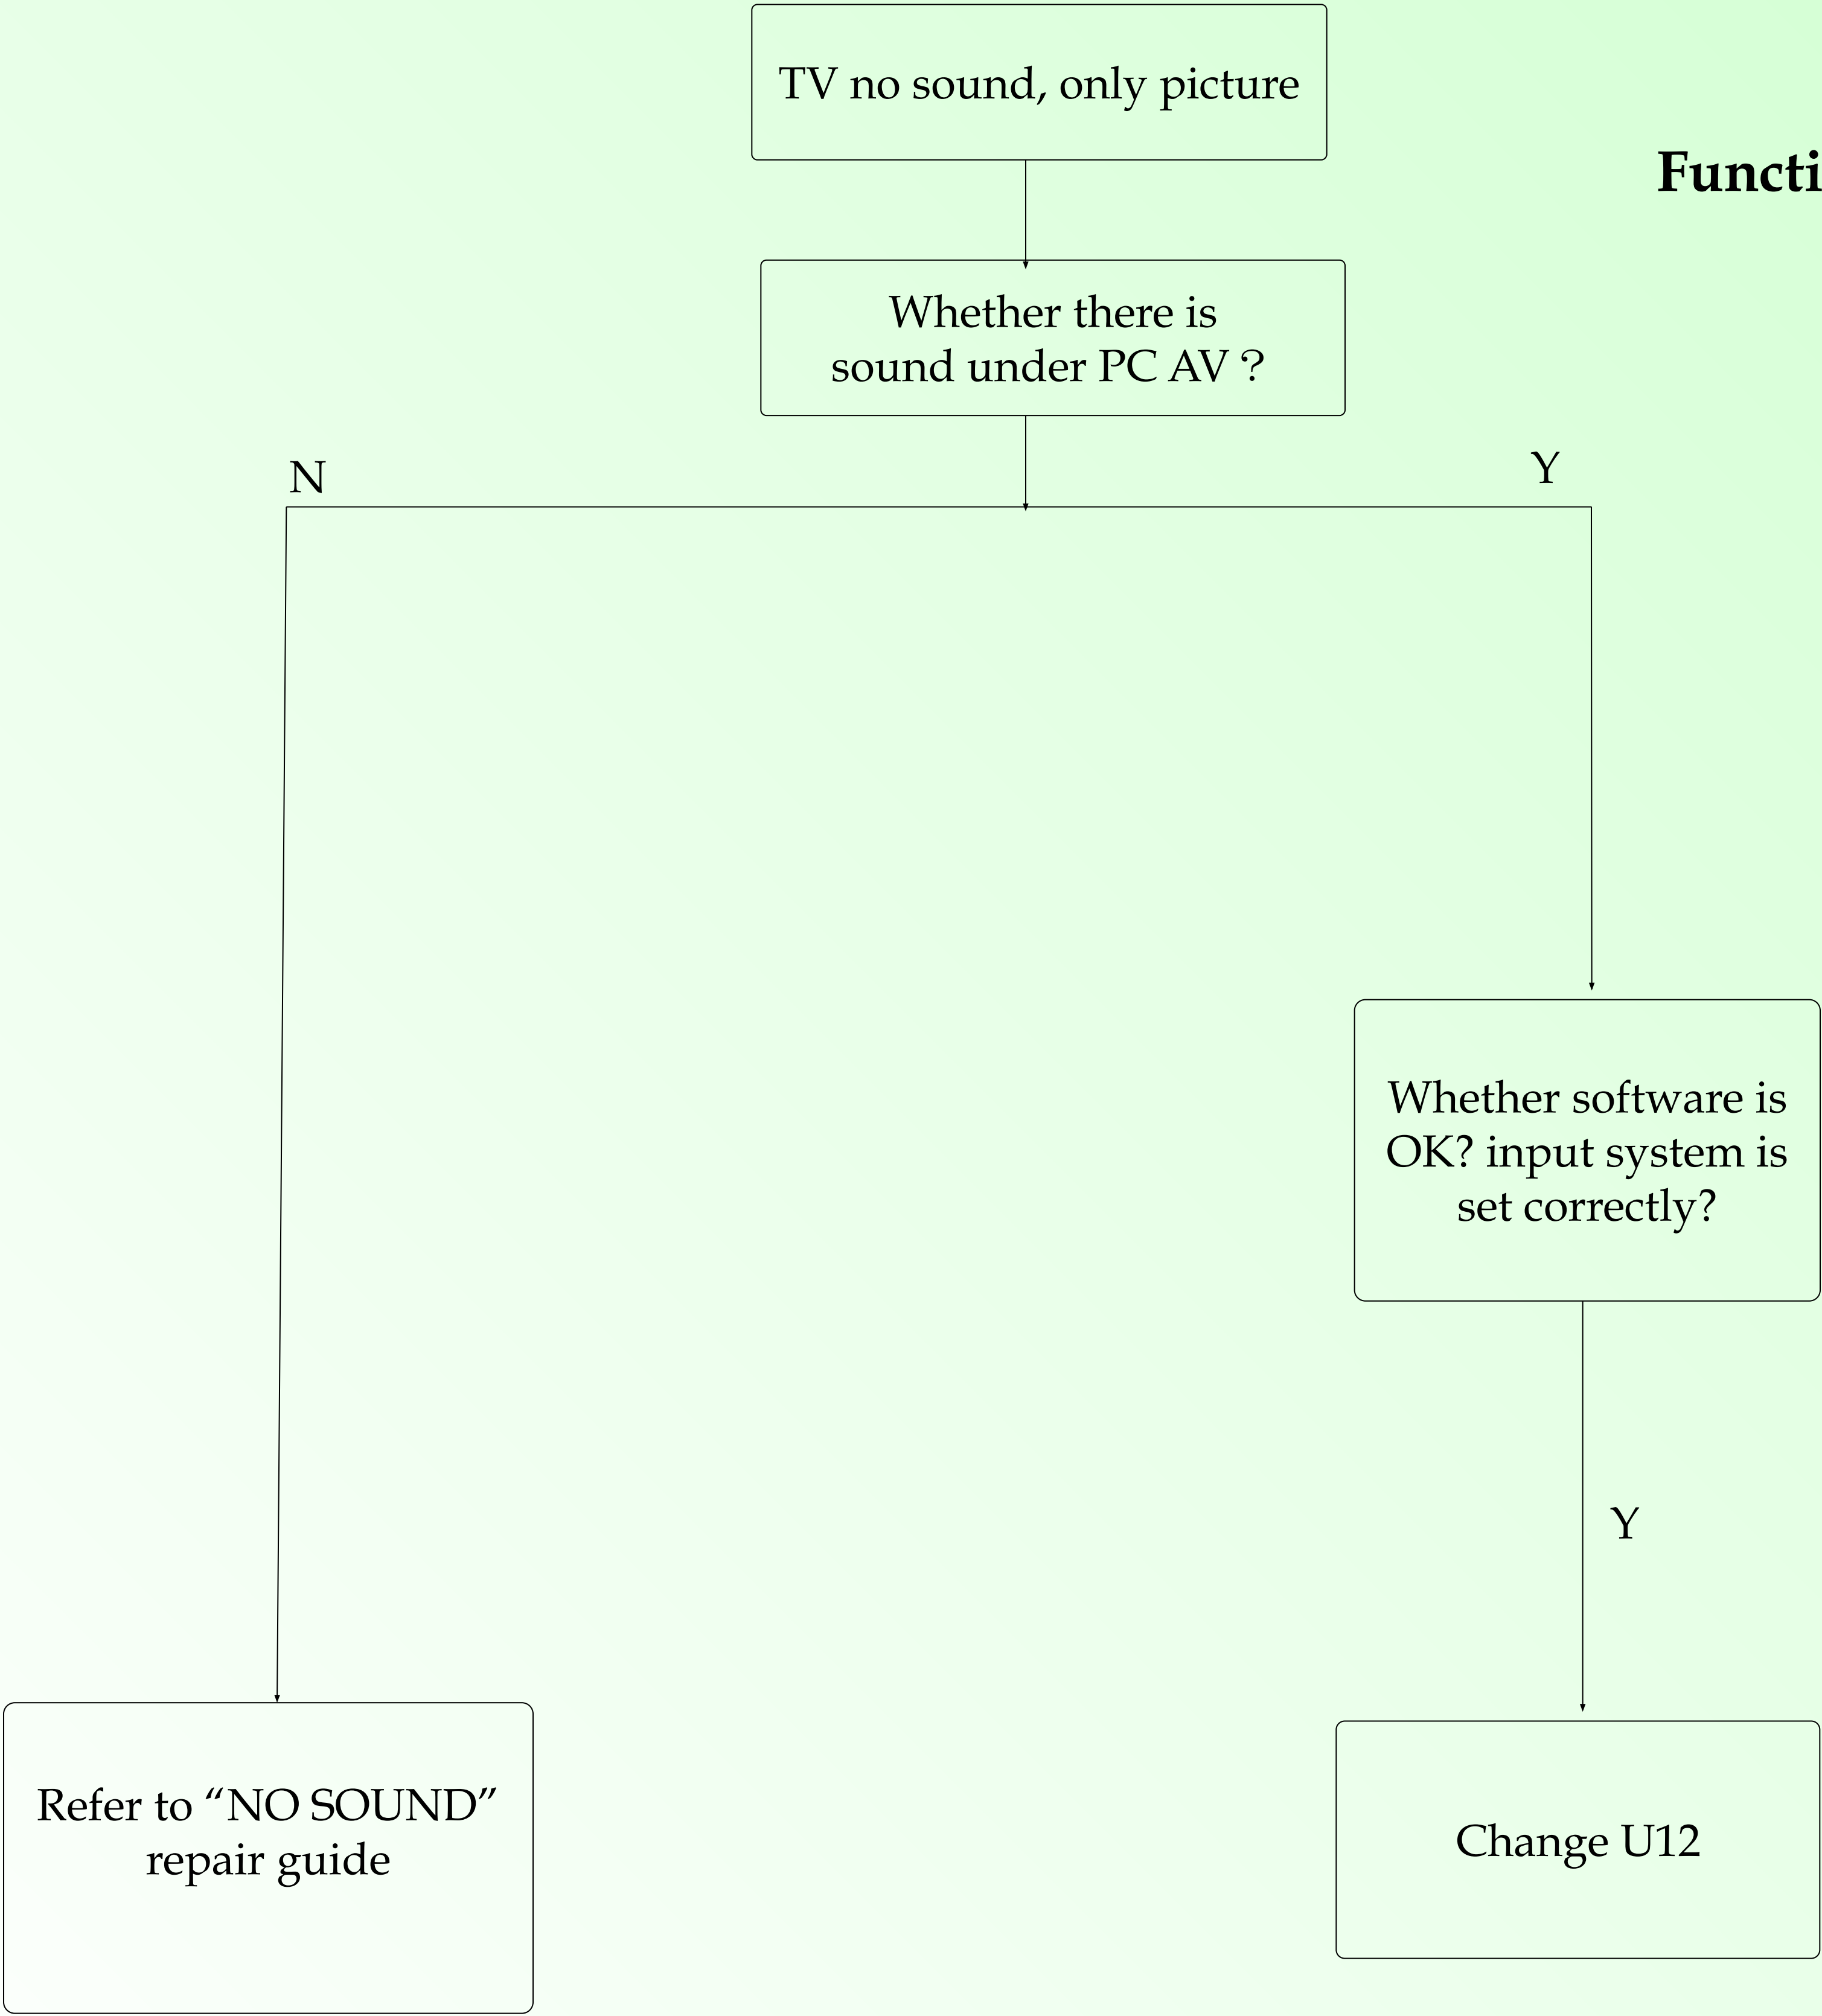 TV no sound, only picture
Functi
Whether there is
sound under PC AV ?
N
Y
Whether software is
OK? input system is
set correctly?
Y
Refer to “NO SOUND”
repair guide
Change U12